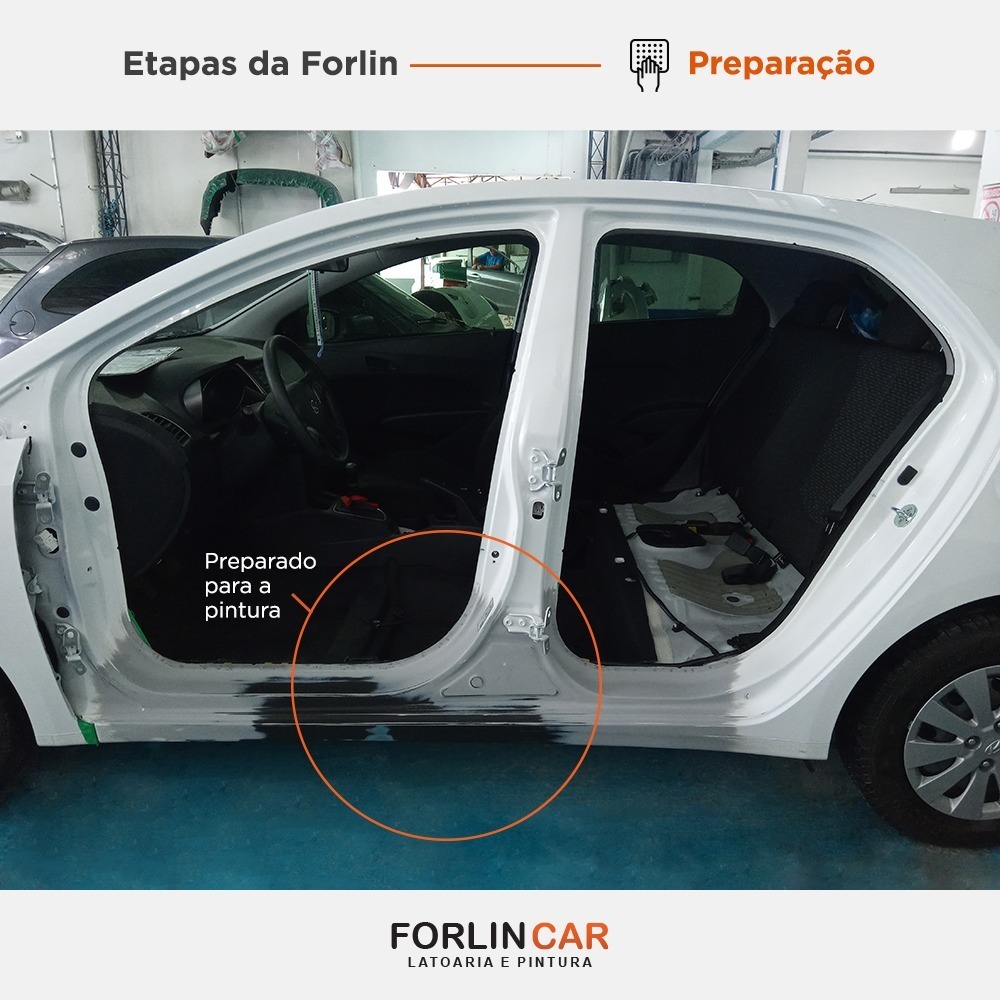 Etapas da Forlin
Preparação
Preparado
para a
pintura
FORLINCAR
LATOARIA E PINTURA